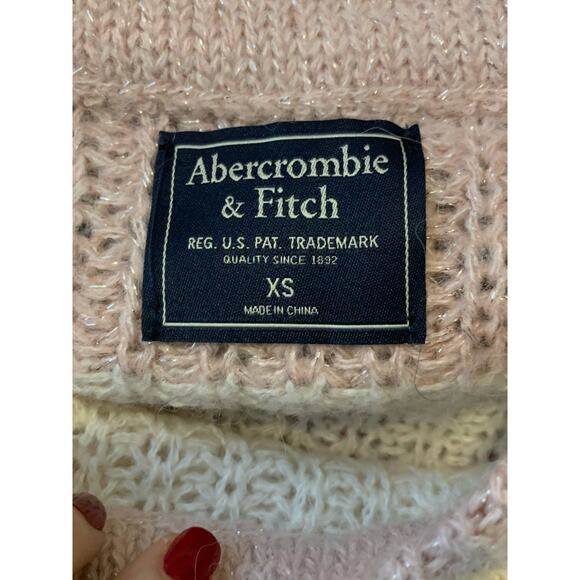 Abercrombie
& Fitch
REG. U.S. PAT. TRADEMARK
QUALITY SINCE 1892
XS
MADE IN CHINA